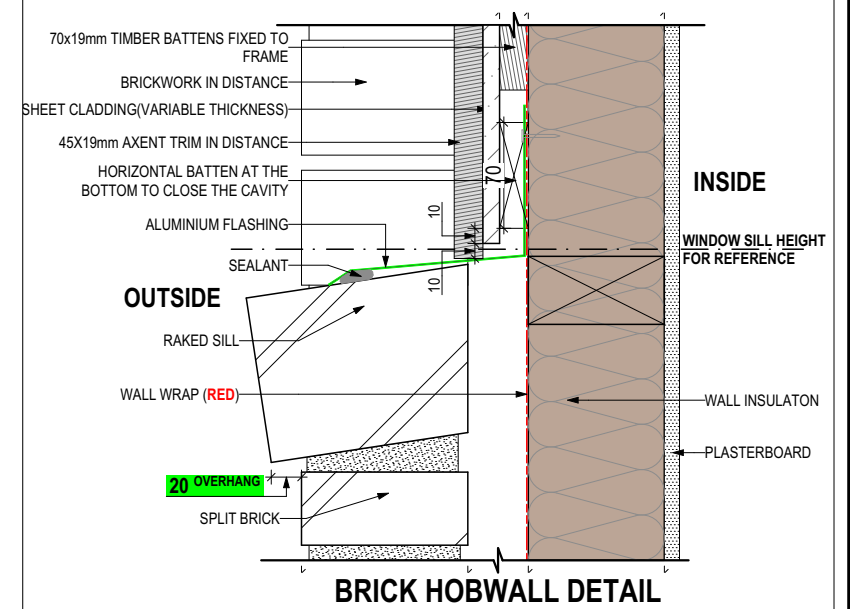 70x19mm TIMBER BATTENS FIXED TO
FRAME
BRICKWORK IN DISTANCE
SHEET CLADDING(VARIABLE THICKNESS)
45X19mm AXENT TRIM IN DISTANCE
HORIZONTAL BATTEN AT THE
BOTTOM TO CLOSE THE CAVITY
70
10
INSIDE
ALUMINIUM FLASHING
WINDOW SILL HEIGHT
FOR REFERENCE
SEALANT
10
OUTSIDE
RAKED SILL
WALL WRAP (RED)
WALL INSULATON
PLASTERBOARD
20 OVERHANG
SPLIT BRICK
BRICK HOBWALL DETAIL